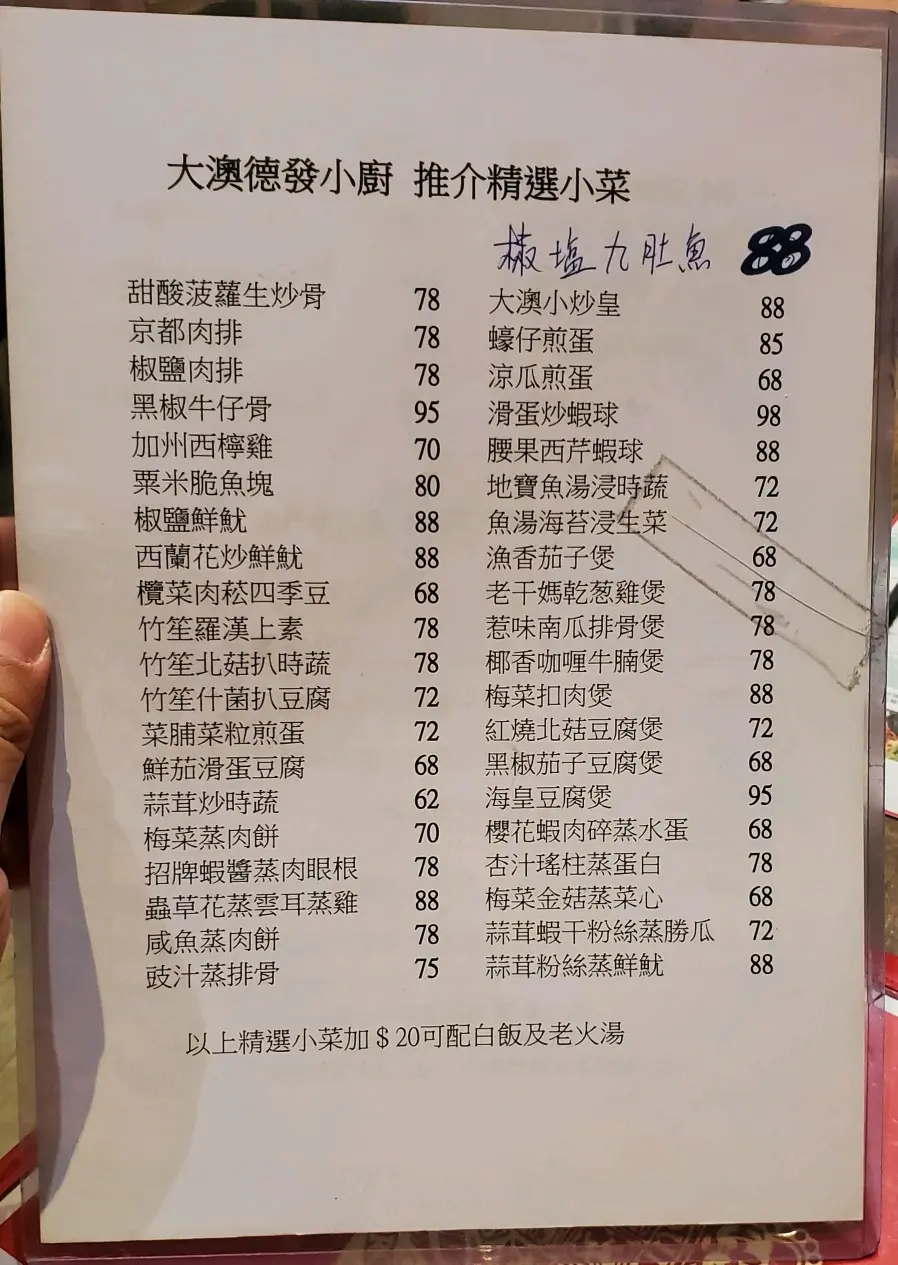 大澳德發小廚 推介精選小菜
椒塩九肚魚 88
甜酸菠蘿生炒骨 78
京都肉排 78
椒鹽肉排 78
黑椒牛仔骨 95
加州西檸雞 70
粟米脆魚塊 80
椒鹽鮮魷 88
西蘭花炒鮮魷 88
欖菜肉菘四季豆 68
竹笙羅漢上素 78
竹笙北菇扒時蔬 78
竹笙什菌扒豆腐 72
菜脯菜粒煎蛋 72
鮮茄滑蛋豆腐 68
蒜茸炒時蔬 62
梅菜蒸肉餅 70
招牌蝦醬蒸肉眼根 78
蟲草花蒸雲耳蒸雞 88
咸魚蒸肉餅 78
豉汁蒸排骨 75
大澳小炒皇 88
蠔仔煎蛋 85
涼瓜煎蛋 68
滑蛋炒蝦球 98
腰果西芹蝦球 88
地寶魚湯浸時蔬 72
魚湯海苔浸生菜 72
漁香茄子煲 68
老干媽乾葱雞煲 78
惹味南瓜排骨煲 78
椰香咖喱牛腩煲 78
梅菜扣肉煲 88
紅燒北菇豆腐煲 72
黑椒茄子豆腐煲 68
海皇豆腐煲 95
櫻花蝦肉碎蒸水蛋 68
杏汁瑤柱蒸蛋白 78
梅菜金菇蒸菜心 68
蒜茸蝦干粉絲蒸勝瓜 72
蒜茸粉絲蒸鮮魷 88
以上精選小菜加＄20可配白飯及老火湯